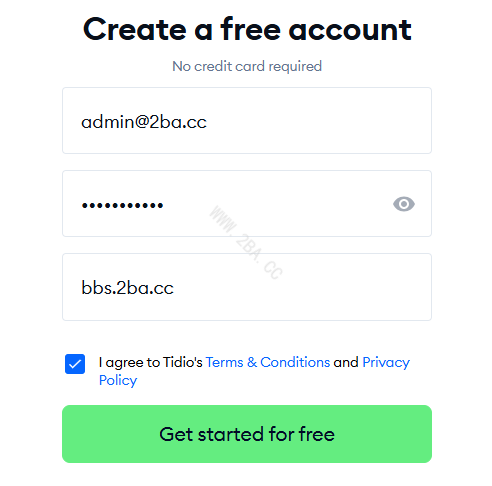 Create a free account
No credit card required
admin@2ba.cc
•••••••••••
WWW.2BA.CC
bbs.2ba.cc
I agree to Tidio's Terms & Conditions and Privacy
Policy
Get started for free